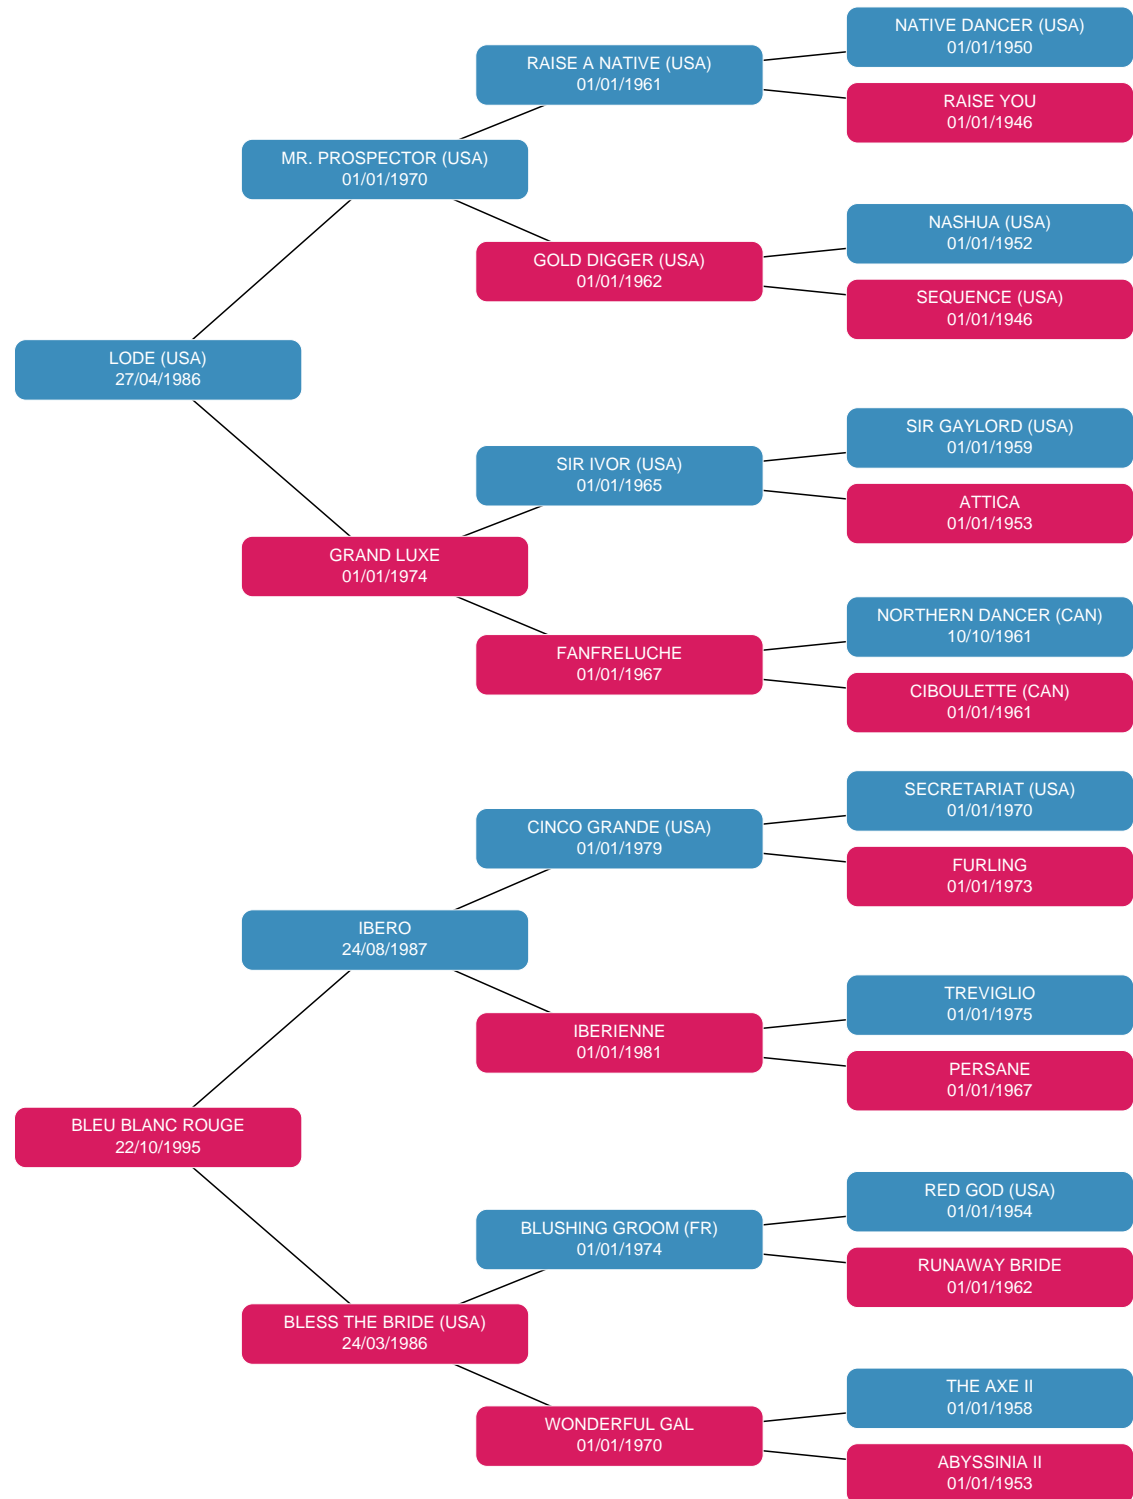 NATIVE DANCER (USA)
01/01/1950
RAISE A NATIVE (USA)
01/01/1961
RAISE YOU
01/01/1946
MR. PROSPECTOR (USA)
01/01/1970
NASHUA (USA)
01/01/1952
GOLD DIGGER (USA)
01/01/1962
SEQUENCE (USA)
01/01/1946
LODE (USA)
27/04/1986
SIR GAYLORD (USA)
01/01/1959
SIR IVOR (USA)
01/01/1965
ATTICA
01/01/1953
GRAND LUXE
01/01/1974
NORTHERN DANCER (CAN)
10/10/1961
FANFRELUCHE
01/01/1967
CIBOULETTE (CAN)
01/01/1961
SECRETARIAT (USA)
01/01/1970
CINCO GRANDE (USA)
01/01/1979
FURLING
01/01/1973
IBERO
24/08/1987
TREVIGLIO
01/01/1975
IBERIENNE
01/01/1981
PERSANE
01/01/1967
BLEU BLANC ROUGE
22/10/1995
RED GOD (USA)
01/01/1954
BLUSHING GROOM (FR)
01/01/1974
RUNAWAY BRIDE
01/01/1962
BLESS THE BRIDE (USA)
24/03/1986
THE AXE II
01/01/1958
WONDERFUL GAL
01/01/1970
ABYSSINIA II
01/01/1953